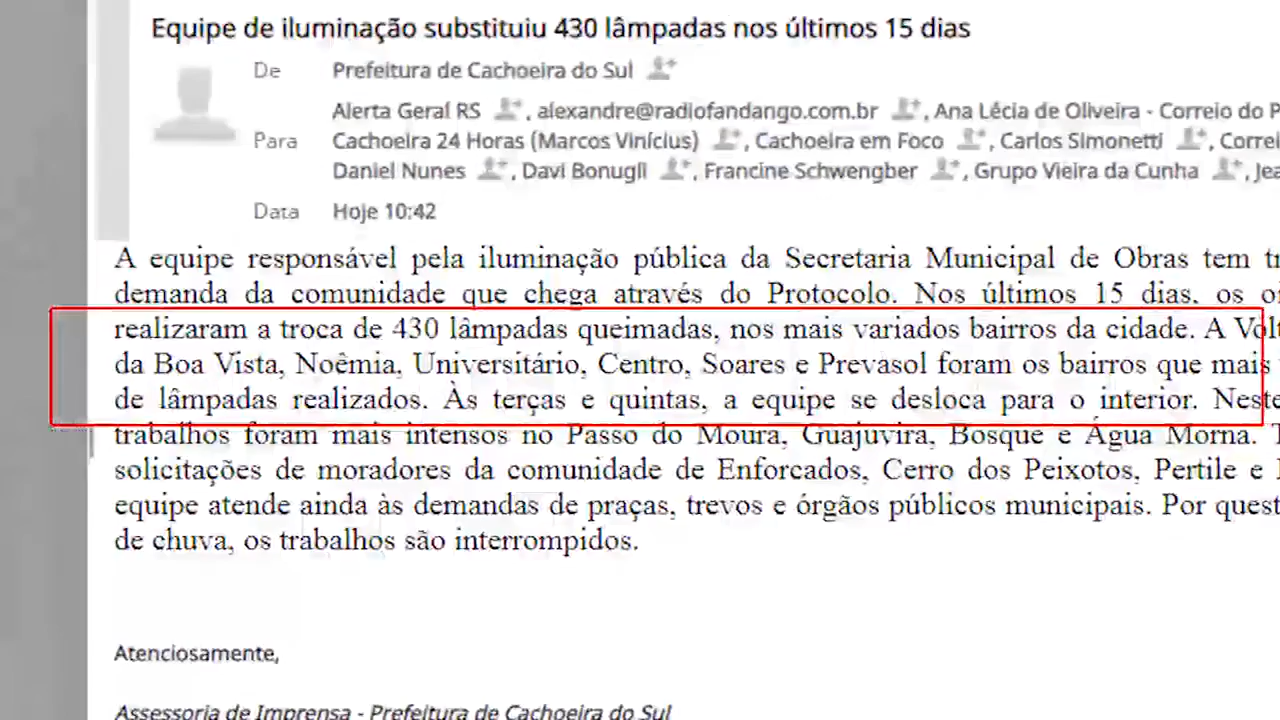 Equipe de iluminação substituiu 430 lâmpadas nos últimos 15 dias
De Prefeitura de Cachoeira do Sul
Alerta Geral RS , alexandre@radiofandango.com.br , Ana Lécia de Oliveira - Correio do P
Para Cachoeira 24 Horas (Marcos Vinícius) , Cachoeira em Foco , Carlos Simonetti , Correi
Daniel Nunes , Davi Bonugli , Francine Schwengber , Grupo Vieira da Cunha , Jea
Data Hoje 10:42
A equipe responsável pela iluminação pública da Secretaria Municipal de Obras tem
demanda da comunidade que chega através do Protocolo. Nos últimos 15 dias, os
realizaram a troca de 430 lâmpadas queimadas, nos mais variados bairros da cidade. A
da Boa Vista, Noêmia, Universitário, Centro, Soares e Prevasol foram os bairros que mais
de lâmpadas realizados. Às terças e quintas, a equipe se desloca para o interior.
trabalhos foram mais intensos no Passo do Moura, Guajuvira, Bosque e Água Morna.
solicitações de moradores da comunidade de Enforcados, Cerro dos Peixotos, Pertile e
equipe atende ainda às demandas de praças, trevos e órgãos públicos municipais. Por
de chuva, os trabalhos são interrompidos.
Atenciosamente,
Assessoria de Imprensa - Prefeitura de Cachoeira do Sul